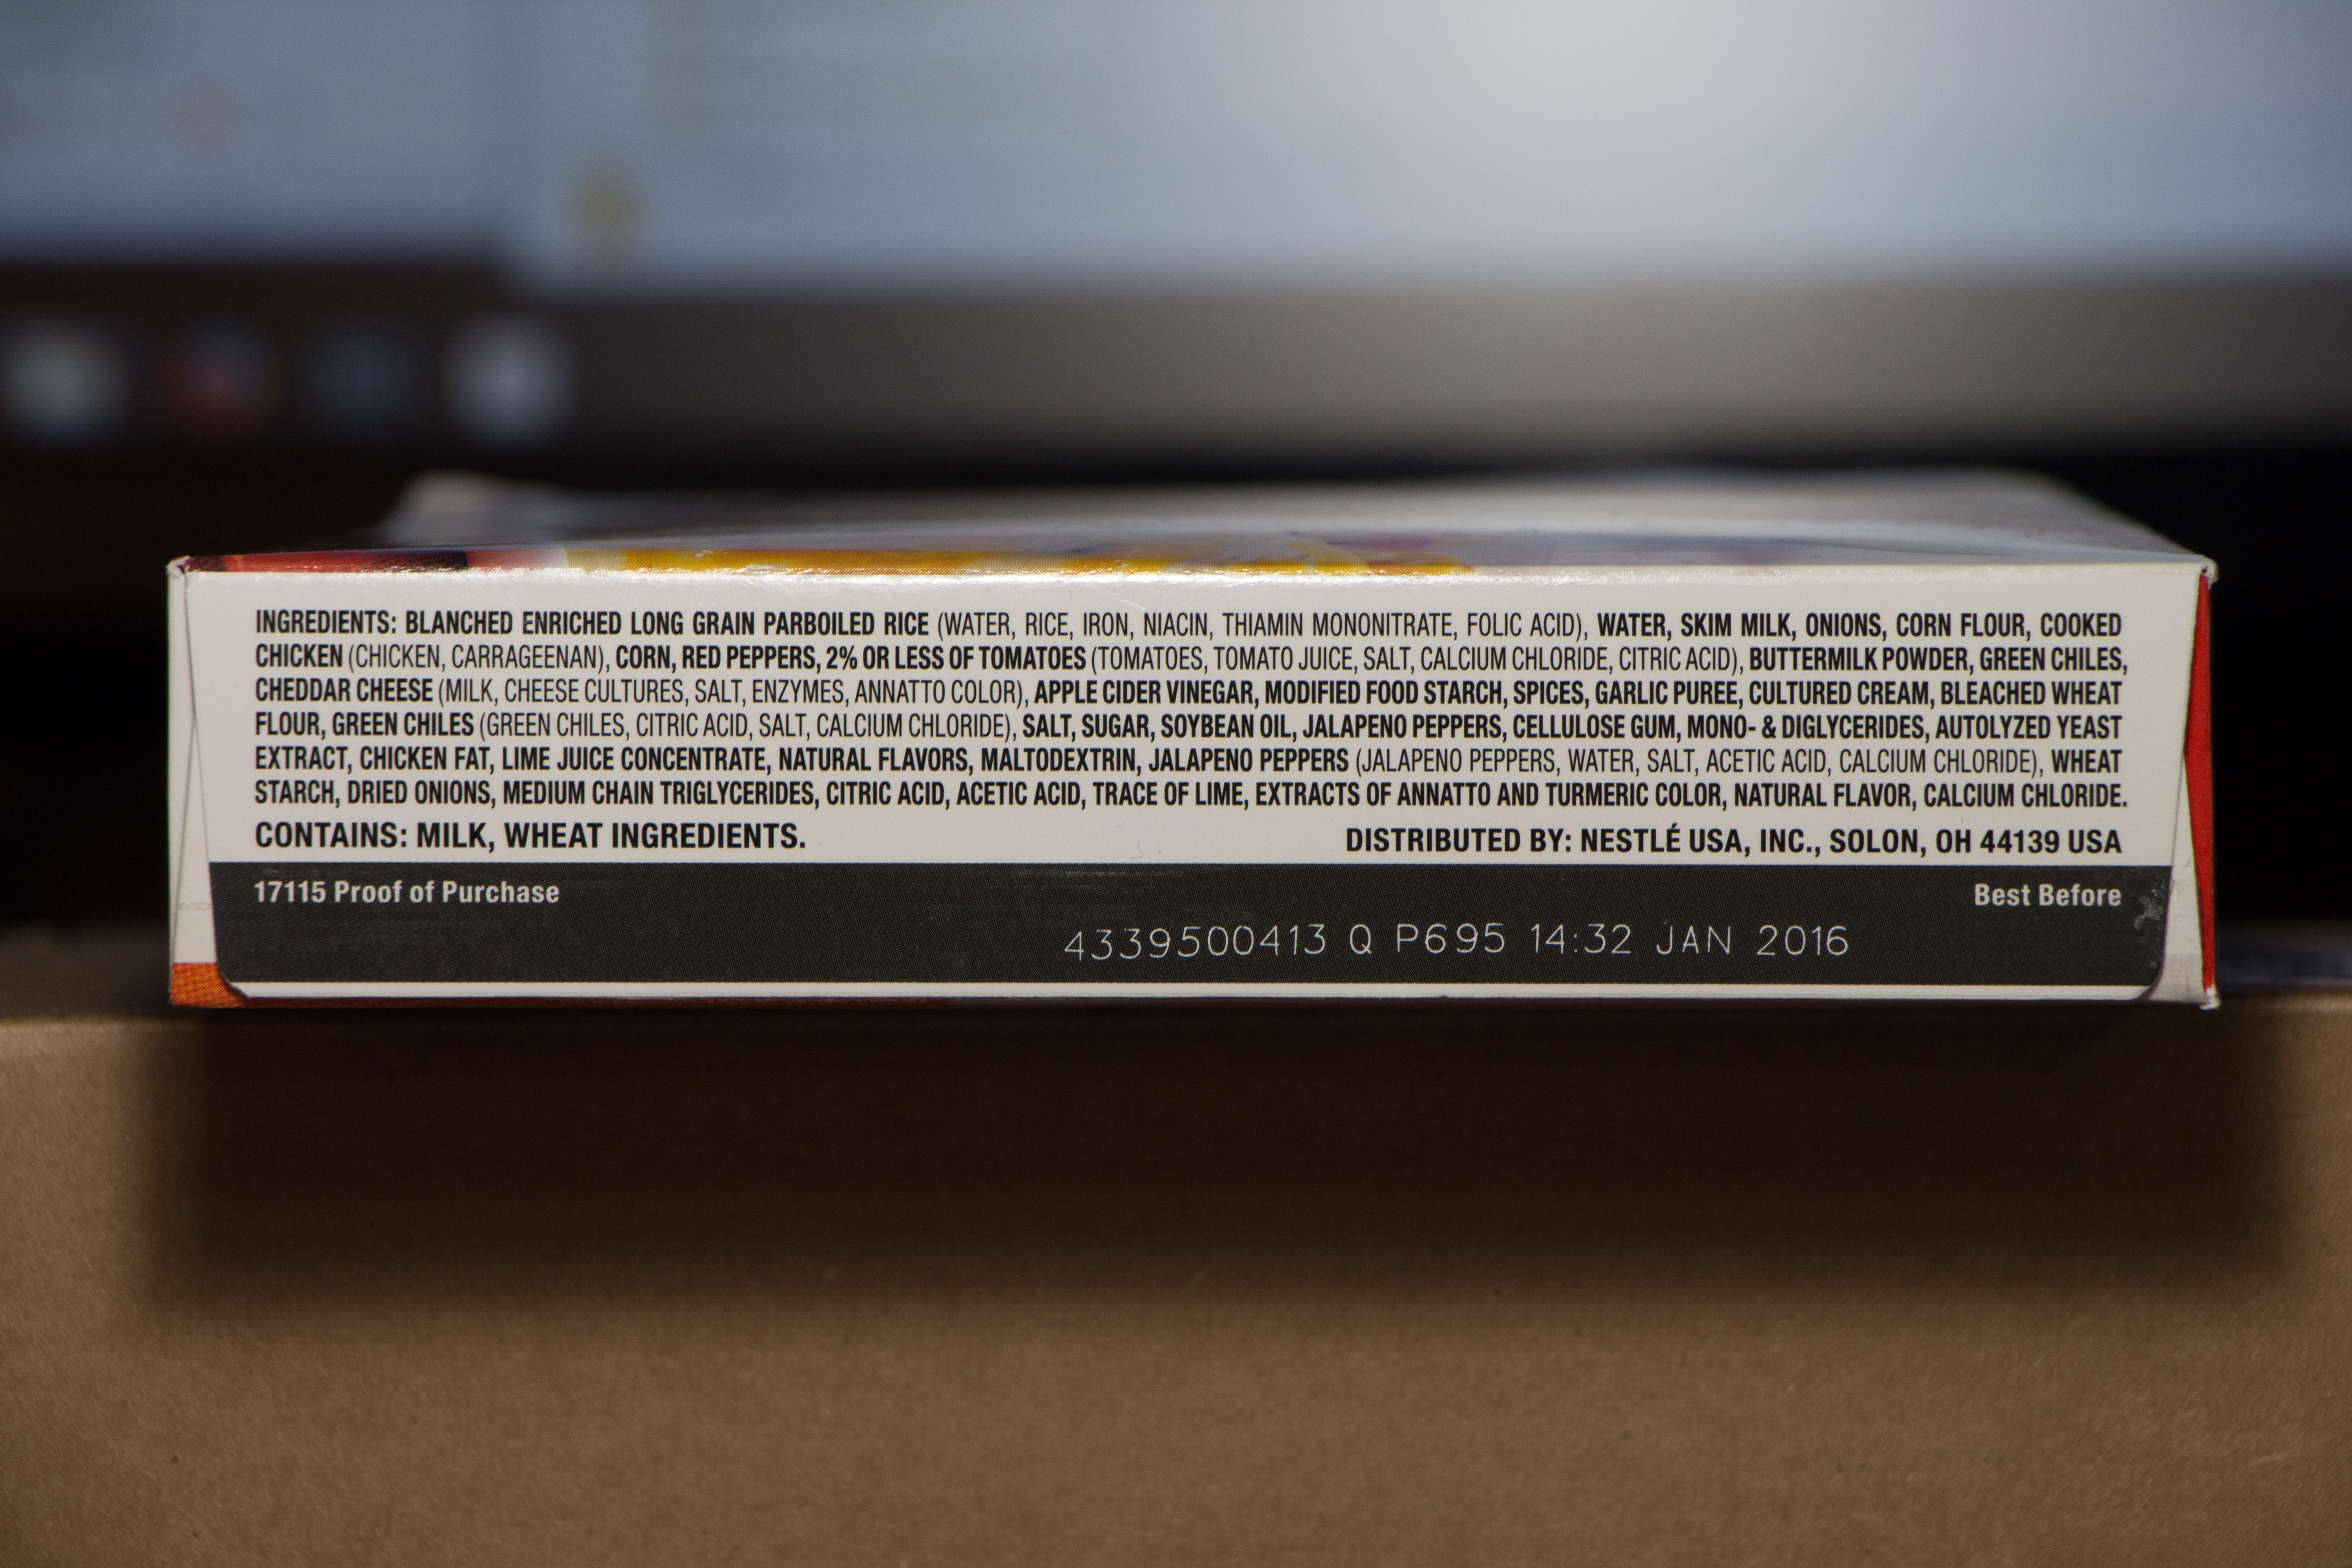 INGREDIENTS: BLANCHED ENRICHED LONG GRAIN PARBOILED RICE (WATER, RICE, IRON, NIACIN, THIAMIN MONONITRATE, FOLIC ACID), WATER, SKIM MILK, ONIONS, CORN FLOUR, COOKED
CHICKEN (CHICKEN, CARRAGEENAN), CORN, RED PEPPERS, 2% OR LESS OF TOMATOES (TOMATOES, TOMATO JUICE, SALT, CALCIUM CHLORIDE, CITRIC ACID), BUTTERMILK POWDER, GREEN CHILES,
CHEDDAR CHEESE (MILK, CHEESE CULTURES, SALT, ENZYMES, ANNATTO COLOR), APPLE CIDER VINEGAR, MODIFIED FOOD STARCH, SPICES, GARLIC PUREE, CULTURED CREAM, BLEACHED WHEAT
FLOUR, GREEN CHILES (GREEN CHILES, CITRIC ACID, SALT, CALCIUM CHLORIDE), SALT, SUGAR, SOYBEAN OIL, JALAPENO PEPPERS, CELLULOSE GUM, MONO- & DIGLYCERIDES, AUTOLYZED YEAST
EXTRACT, CHICKEN FAT, LIME JUICE CONCENTRATE, NATURAL FLAVORS, MALTODEXTRIN, JALAPENO PEPPERS (JALAPENO PEPPERS, WATER, SALT, ACETIC ACID, CALCIUM CHLORIDE), WHEAT
STARCH, DRIED ONIONS, MEDIUM CHAIN TRIGLYCERIDES, CITRIC ACID, ACETIC ACID, TRACE OF LIME, EXTRACTS OF ANNATTO AND TURMERIC COLOR, NATURAL FLAVOR, CALCIUM CHLORIDE.
CONTAINS: MILK, WHEAT INGREDIENTS.
DISTRIBUTED BY: NESTLÉ USA, INC., SOLON, OH 44139 USA
17115 Proof of Purchase
Best Before
4339500413 Q P695 14:32 JAN 2016